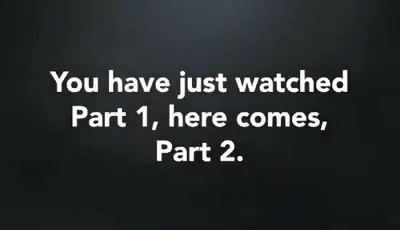 You have just watched
Part 1, here comes,
Part 2.